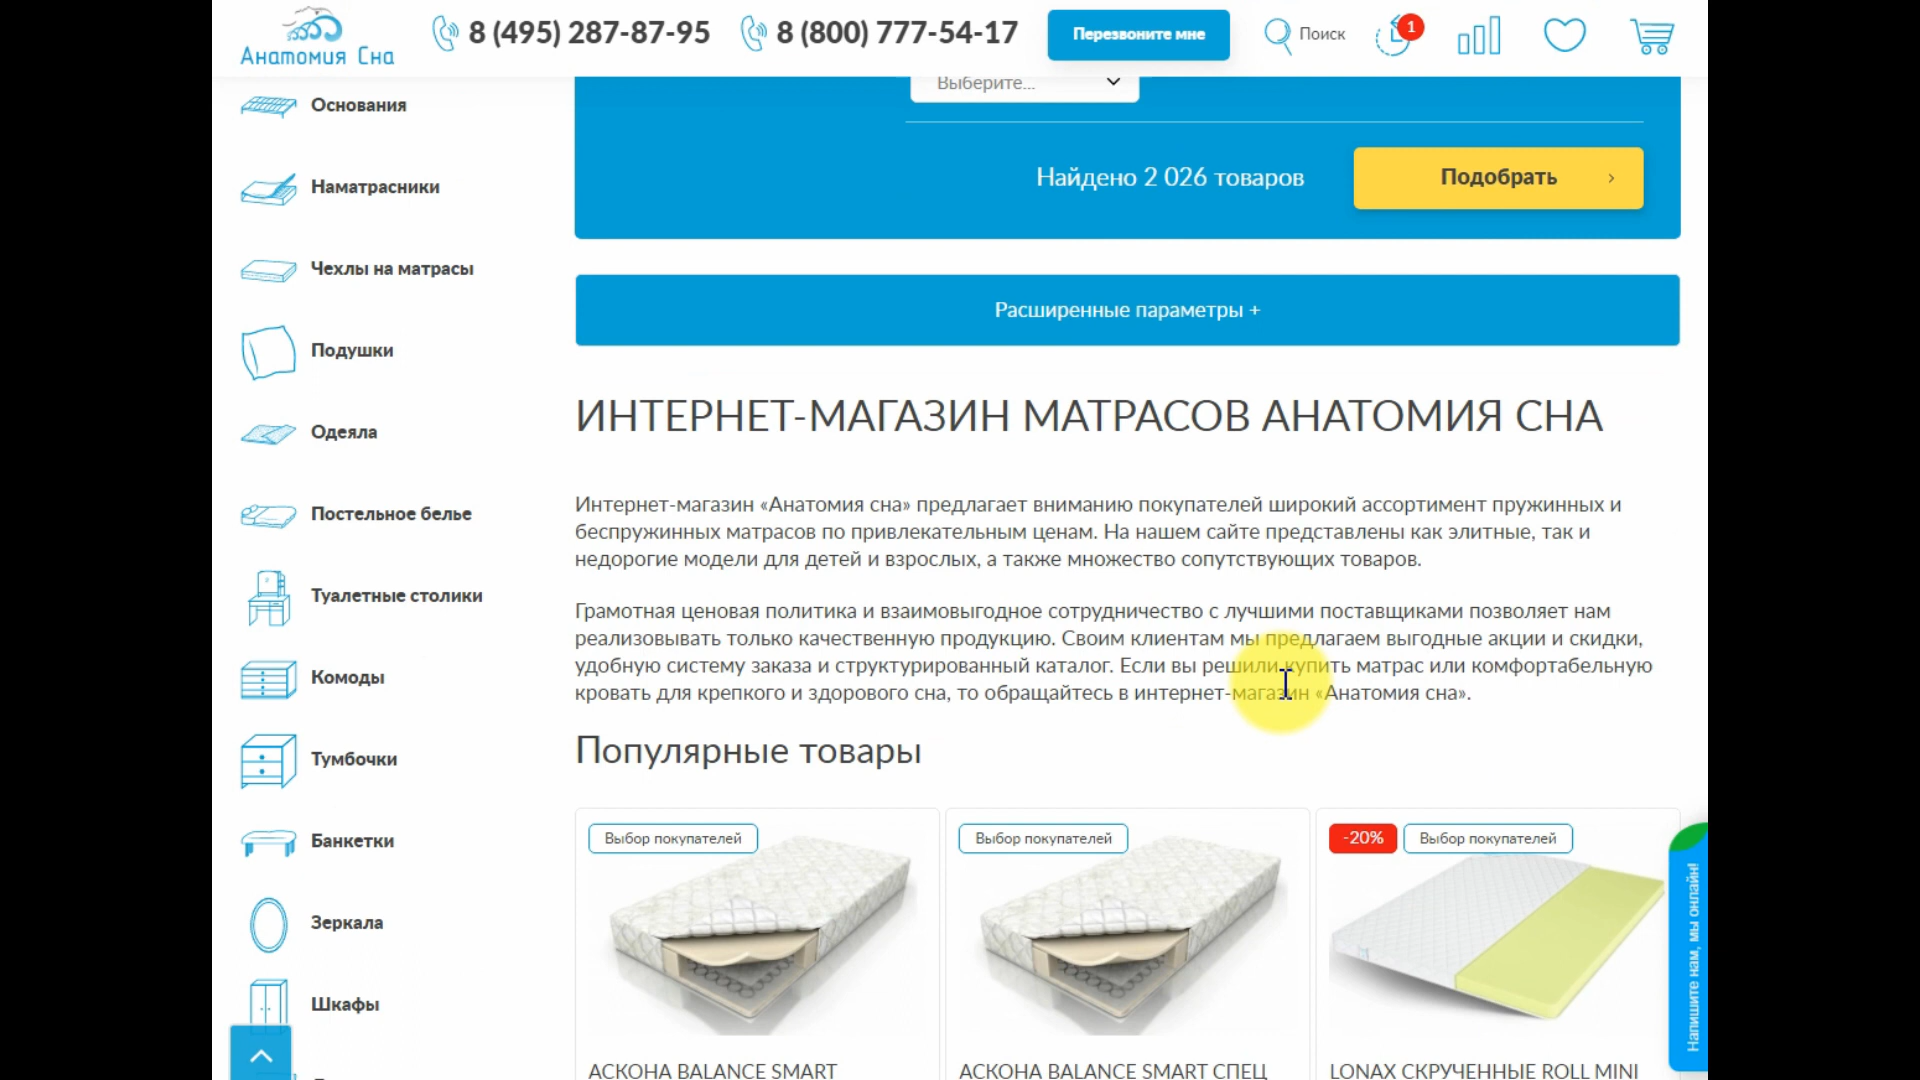 Анатомия Сна
8 (495) 287-87-95
8 (800) 777-54-17
Перезвоните мне
Поиск
1
Основания
Наматрасники
Чехлы на матрасы
Подушки
Одеяла
Постельное белье
Туалетные столики
Комоды
Тумбочки
Банкетки
Зеркала
Шкафы
Выберите...
Найдено 2 026 товаров
Подобрать
Расширенные параметры +
ИНТЕРНЕТ-МАГАЗИН МАТРАСОВ АНАТОМИЯ СНА
Интернет-магазин «Анатомия сна» предлагает вниманию покупателей широкий ассортимент пружинных и
беспружинных матрасов по привлекательным ценам. На нашем сайте представлены как элитные, так и
недорогие модели для детей и взрослых, а также множество сопутствующих товаров.
Грамотная ценовая политика и взаимовыгодное сотрудничество с лучшими поставщиками позволяет нам
реализовывать только качественную продукцию. Своим клиентам мы предлагаем выгодные акции и скидки,
удобную систему заказа и структурированный каталог. Если вы решили купить матрас или комфортабельную
кровать для крепкого и здорового сна, то обращайтесь в интернет-магазин «Анатомия сна».
Популярные товары
Выбор покупателей
Выбор покупателей
-20%
Выбор покупателей
АСКОНА BALANCE SMART
АСКОНА BALANCE SMART СПЕЦ
LONAX СКРУЧЕННЫЕ ROLL MINI
Напишите нам, мы онлайн!